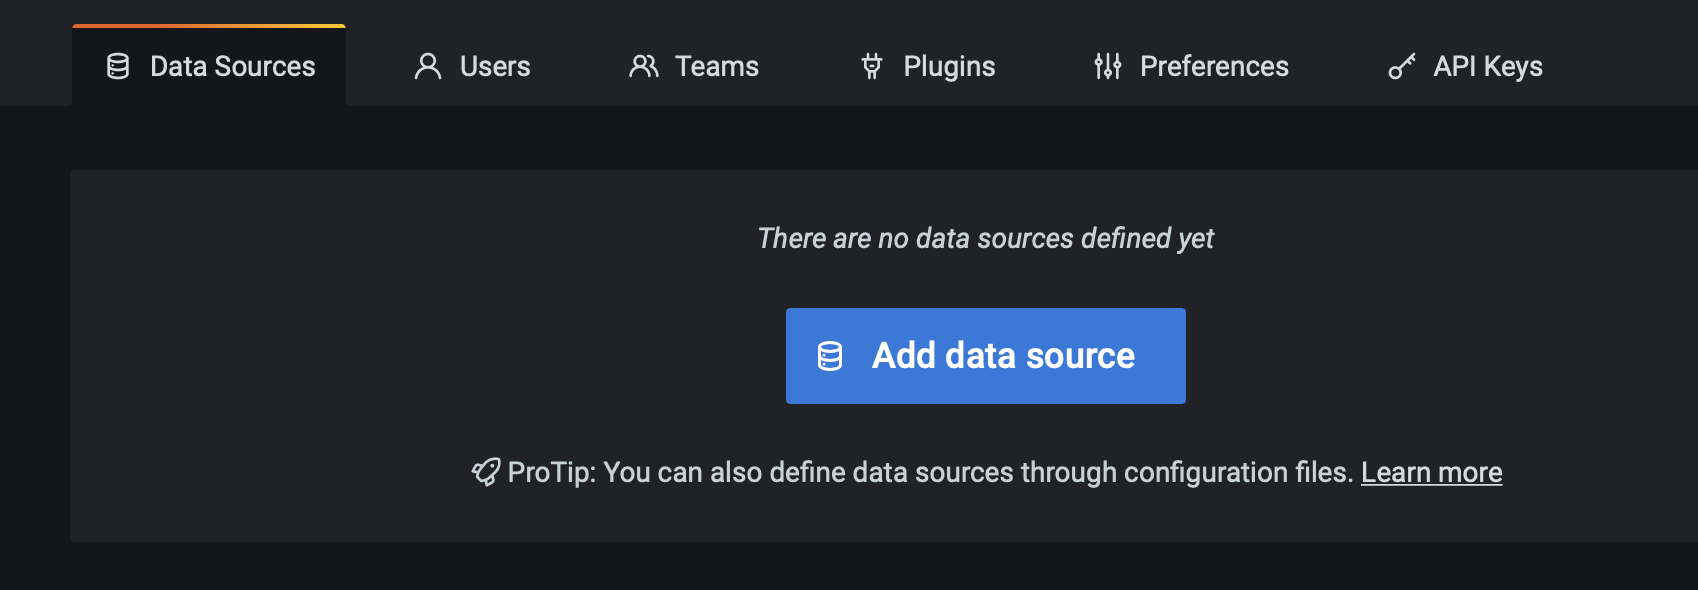 Data Sources Users Teams Plugins Preferences API Keys
There are no data sources defined yet
Add data source
ProTip: You can also define data sources through configuration files. Learn more